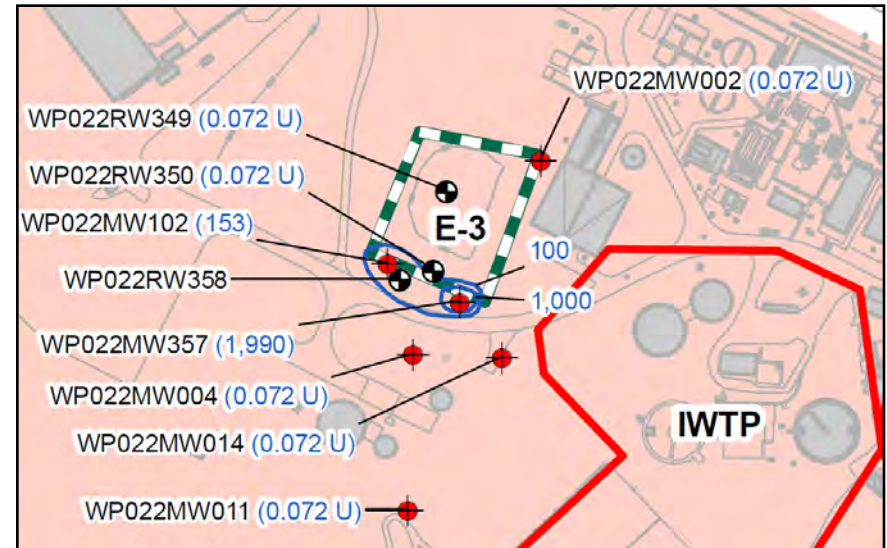 WP022MW002 (0.072 U)
WP022RW349 (0.072 U)
WP022RW350 (0.072 U)
WP022MW102 (153)
E-3
100
WP022RW358
1,000
WP022MW357 (1,990)
WP022MW004 (0.072 U)
IWTP
WP022MW014 (0.072 U)
WP022MW011 (0.072 U)